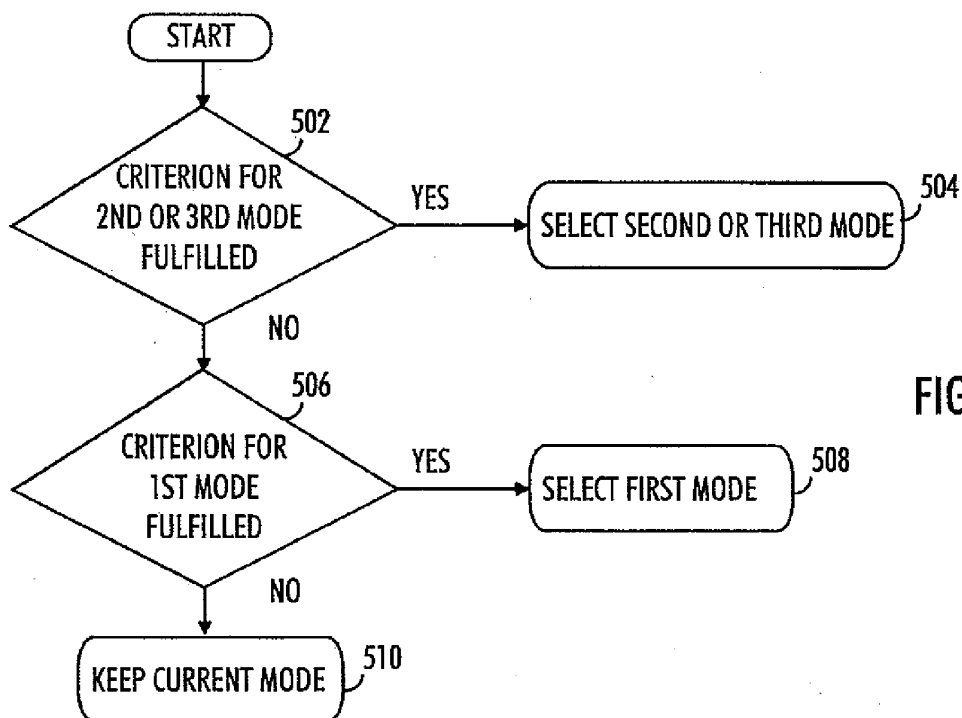 START
502
CRITERION FOR
2ND OR 3RD MODE
FULFILLED
YES
SELECT SECOND OR THIRD MODE
504
NO
506
CRITERION FOR
1ST MODE
FULFILLED
YES
SELECT FIRST MODE
508
FIG
NO
KEEP CURRENT MODE
510